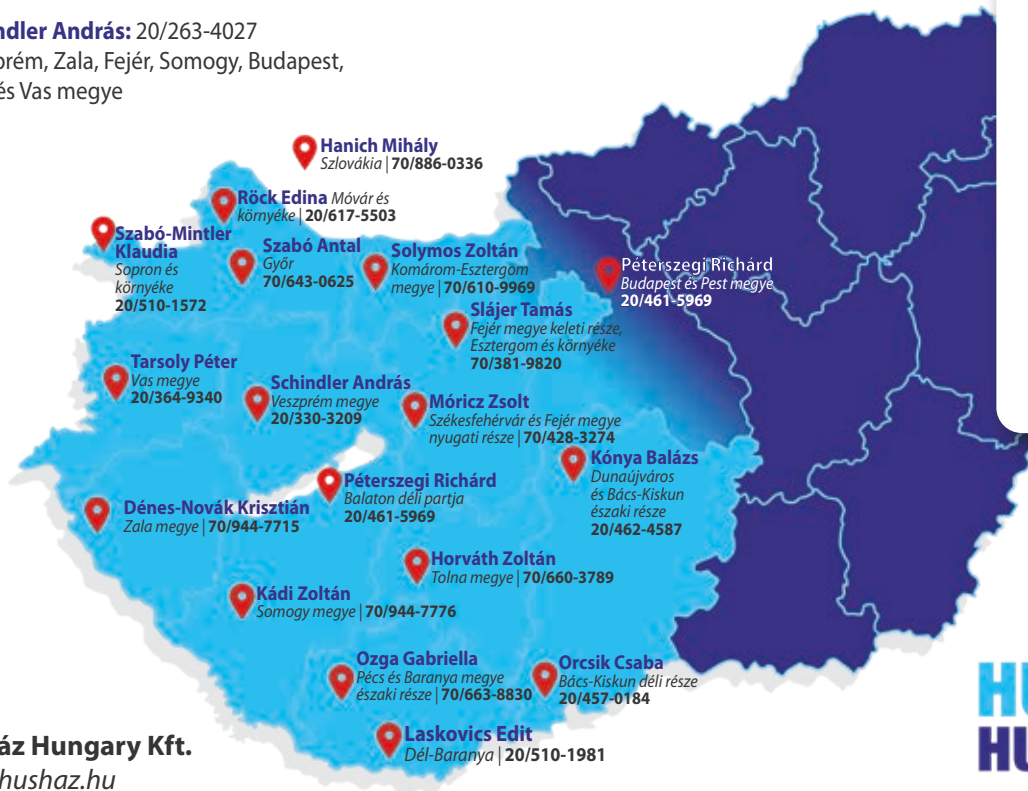 ndler András: 20/263-4027
prém, Zala, Fejér, Somogy, Budapest,
és Vas megye
Hanich Mihály
Szlovákia | 70/886-0336
Röck Edina Móvár és
környéke | 20/617-5503
Szabó-Mintler
Klaudia
Sopron és
környéke
20/510-1572
Szabó Antal
Győr
70/643-0625
Solymos Zoltán
Komárom-Esztergom
megye | 70/610-9969
Péterszegi Richárd
Budapest és Pest megye
20/461-5969
Slájer Tamás
Fejér megye keleti része,
Esztergom és környéke
70/381-9820
Tarsoly Péter
Vas megye
20/364-9340
Schindler András
Veszprém megye
20/330-3209
Móricz Zsolt
Székesfehérvár és Fejér megye
nyugati része | 70/428-3274
Kónya Balázs
Dunaújváros
és Bács-Kiskun
északi része
20/462-4587
Péterszegi Richárd
Balaton déli partja
20/461-5969
Dénes-Novák Krisztián
Zala megye | 70/944-7715
Horváth Zoltán
Tolna megye | 70/660-3789
Kádi Zoltán
Somogy megye | 70/944-7776
Ozga Gabriella
Pécs és Baranya megye
északi része | 70/663-8830
Orcsik Csaba
Bács-Kiskun déli része
20/457-0184
Laskovics Edit
Dél-Baranya | 20/510-1981
áz Hungary Kft.
hushaz.hu
HU
HU